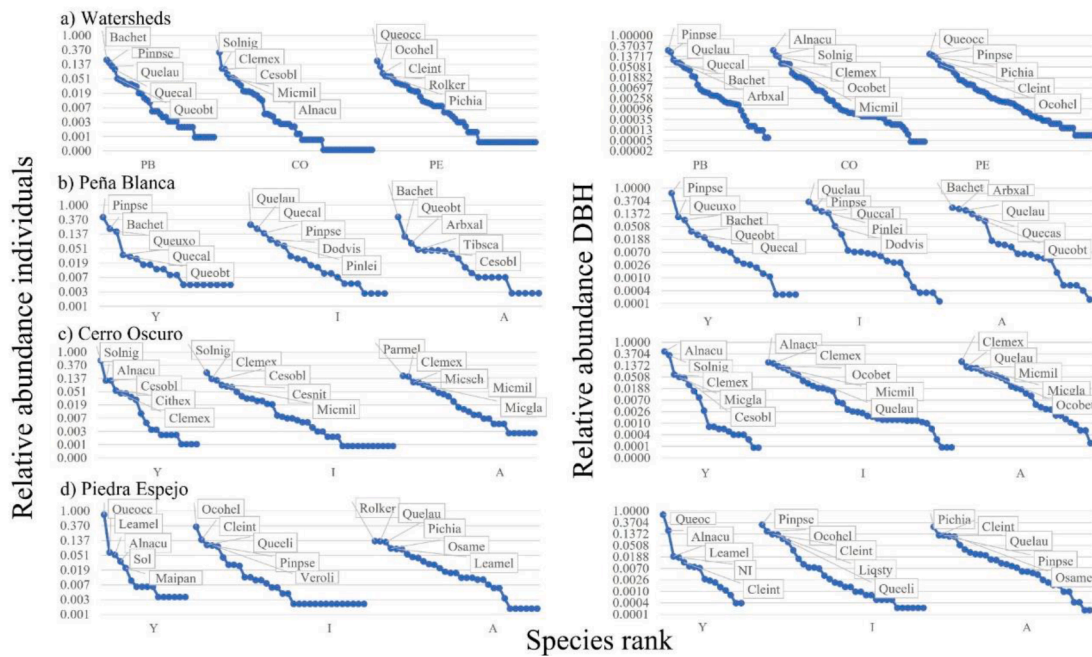 a) Watersheds
1.000
0.370
0.137
0.051
0.019
0.007
0.003
0.001
0.000
Bachet
Pinpse
Quelau
Quecal
Queobt
Solnig
Clemex
Cesobl
Micmil
Alnacu
Queocc
Ocohel
Cleint
Rolker
Pichia
PB CO PE
1.00000
0.37037
0.13717
0.05081
0.01882
0.00697
0.00258
0.00096
0.00035
0.00013
0.00005
0.00002
Pinpse
Quelau
Quecal
Bachet
Arbxal
Alnacu
Solnig
Clemex
Ocobet
Micmil
Queocc
Pinpse
Pichia
Cleint
Ocohel
PB CO PE
b) Peña Blanca
1.000
0.370
0.137
0.051
0.019
0.007
0.003
0.001
Pinpse
Bachet
Queuxo
Quecal
Queobt
Quelau
Quecal
Pinpse
Dodvis
Pinlei
Bachet
Queobt
Arbxal
Tibsca
Cesobl
Y I A
1.0000
0.3704
0.1372
0.0508
0.0188
0.0070
0.0026
0.0010
0.0004
0.0001
Pinpse
Queuxo
Bachet
Queobt
Quecal
Quelau
Pinpse
Quecal
Pinlei
Dodvis
Bachet
Arbxal
Quelau
Quecas
Queobt
Y I A
c) Cerro Oscuro
1.000
0.370
0.137
0.051
0.019
0.007
0.003
0.001
0.000
Solnig
Alnacu
Cesobl
Cithex
Clemex
Solnig
Clemex
Cesobl
Cesnit
Micmil
Parmel
Clemex
Micsch
Micmil
Micgla
Y I A
1.0000
0.3704
0.1372
0.0508
0.0188
0.0070
0.0026
0.0010
0.0004
0.0001
0.0000
Alnacu
Solnig
Clemex
Micgla
Cesobl
Alnacu
Clemex
Ocobet
Micmil
Quelau
Clemex
Quelau
Micmil
Micgla
Ocobet
Y I A
d) Piedra Espejo
1.000
0.370
0.137
0.051
0.019
0.007
0.003
0.001
Queocc
Leamel
Alnacu
Sol
Maipan
Ocohel
Cleint
Queeli
Pinpse
Veroli
Rolker
Quelau
Pichia
Osame
Leamel
Y I A
1.0000
0.3704
0.1372
0.0508
0.0188
0.0070
0.0026
0.0010
0.0004
0.0001
Queoc
Alnacu
Leamel
NI
Cleint
Pinpse
Ocohel
Cleint
Liqsty
Queeli
Pichia
Cleint
Quelau
Pinpse
Osame
Y I A
Relative abundance individuals
Relative abundance DBH
Species rank